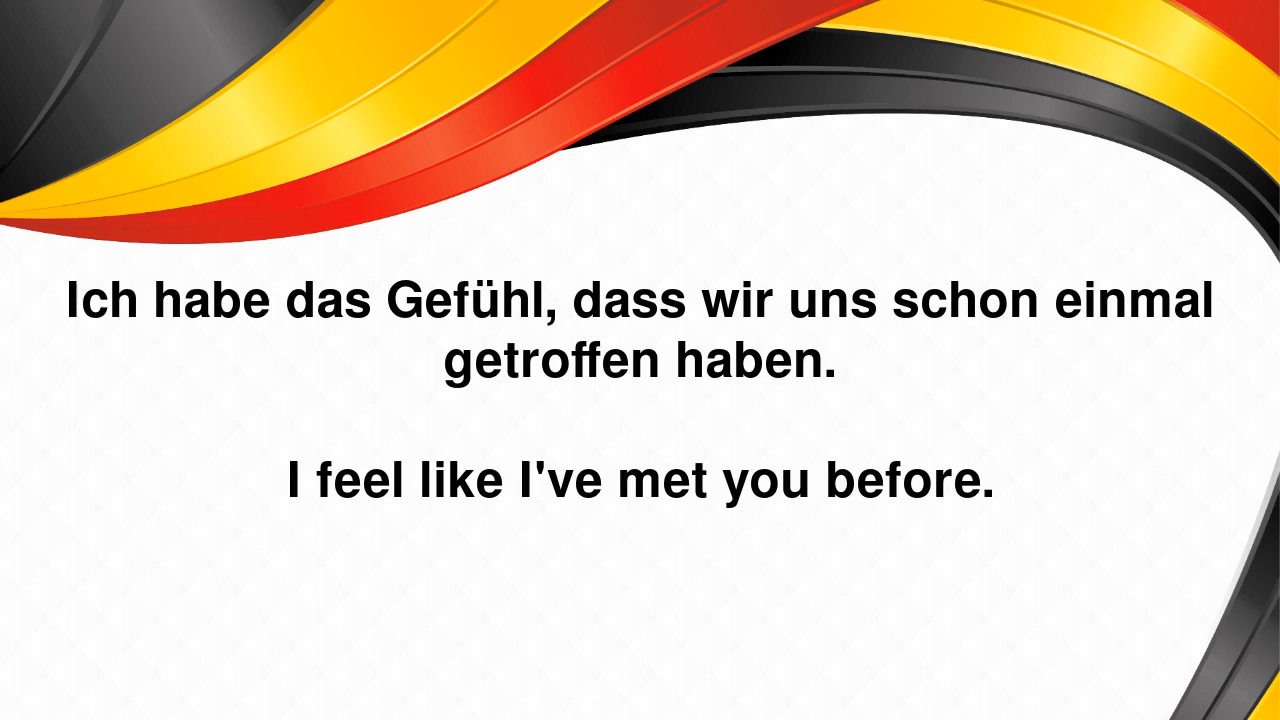 Ich habe das Gefühl, dass wir uns schon einmal
getroffen haben.
I feel like I've met you before.